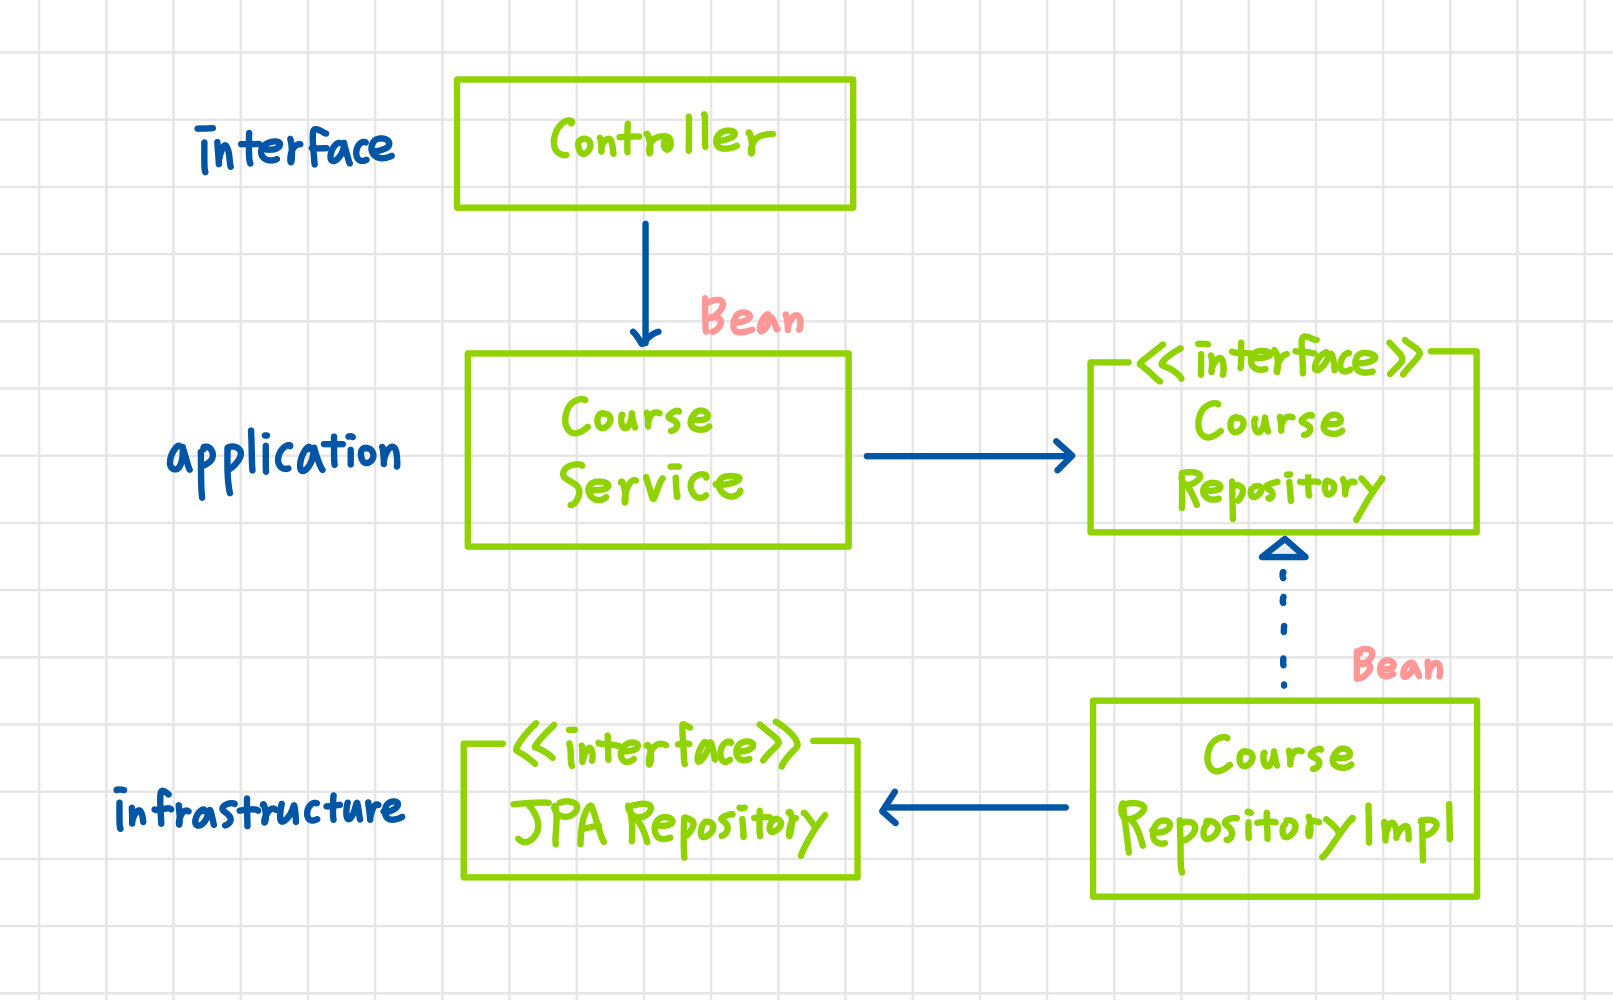 interface
Controller
Bean
application
Course
Service
<<interface>>
Course
Repository
Bean
infrastructure
<<interface>>
JPA Repository
Course
RepositoryImpl